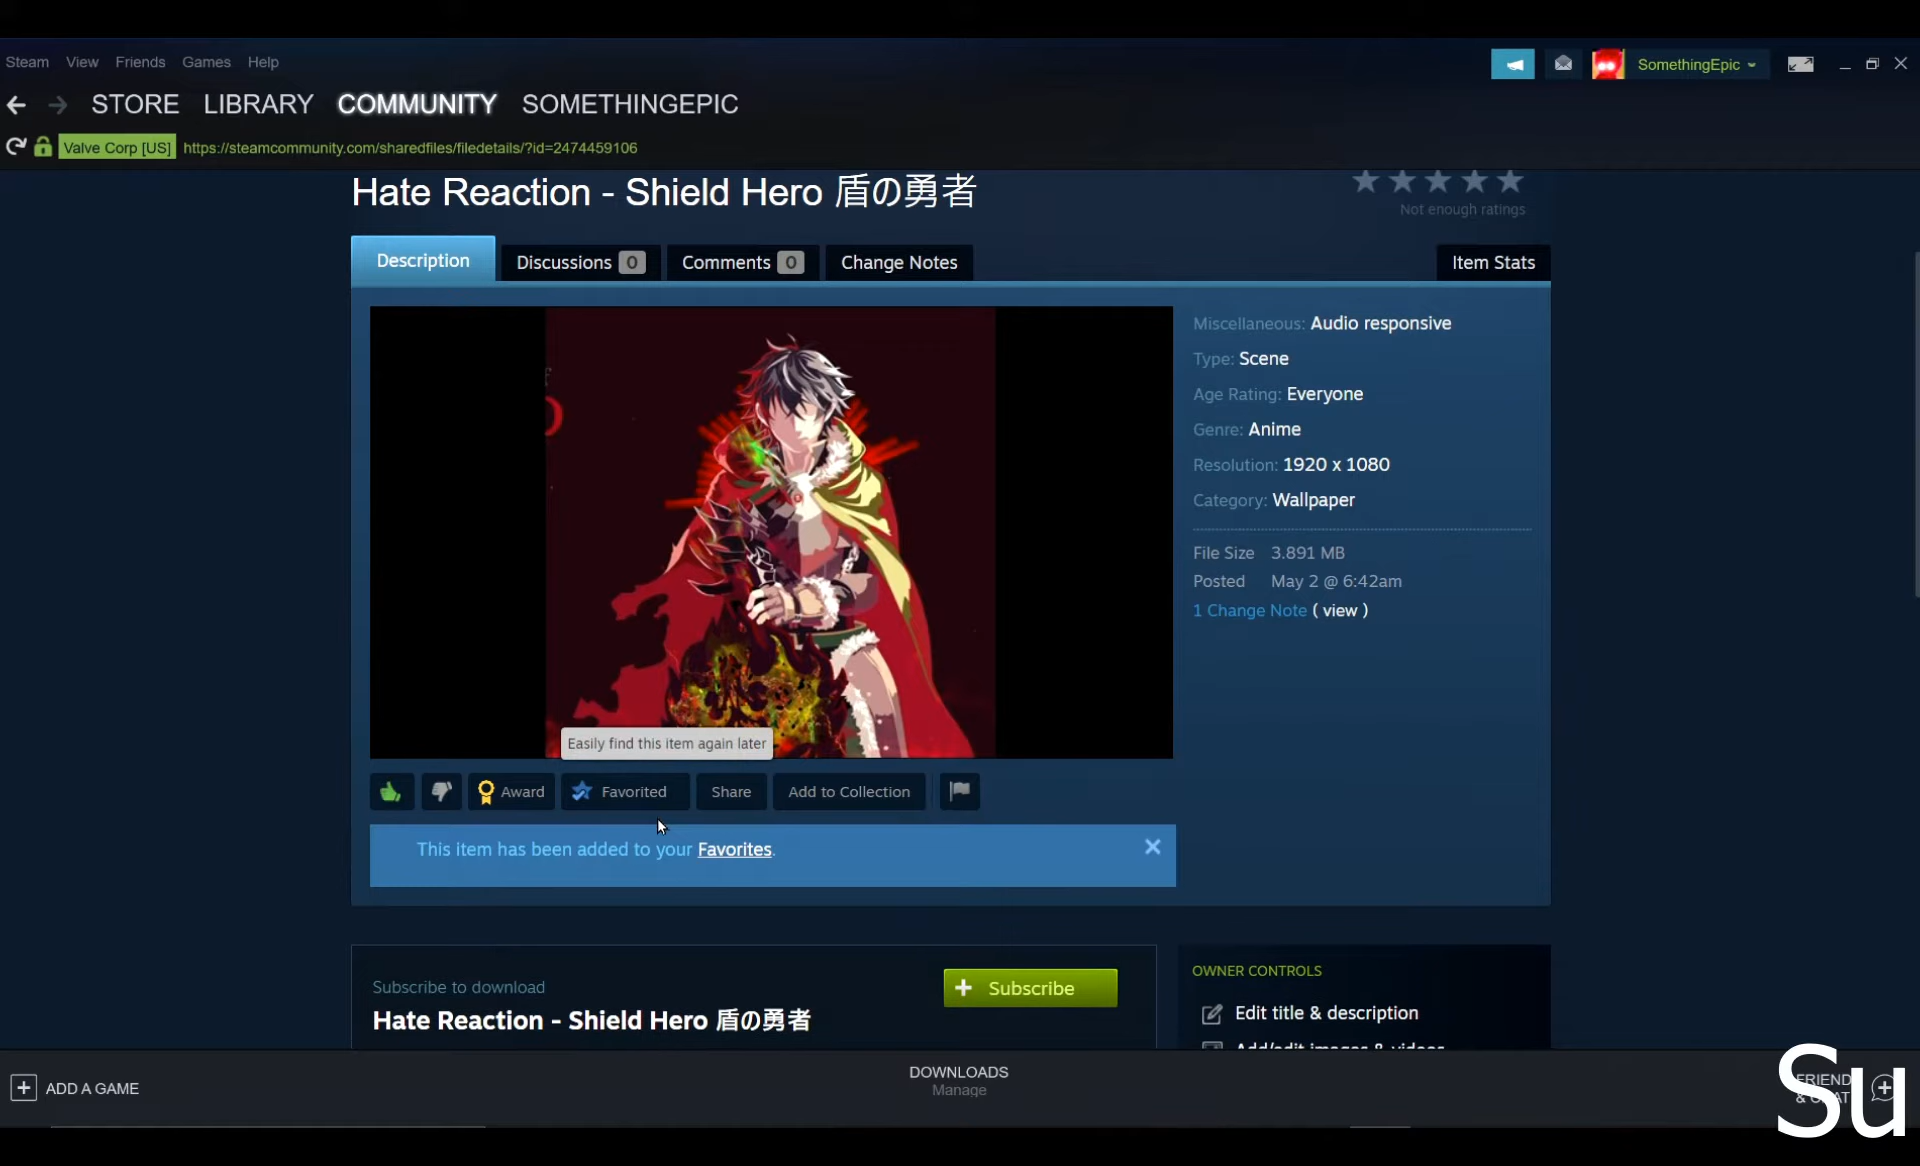 Steam View Friends Games Help
SomethingEpic
STORE LIBRARY COMMUNITY SOMETHINGEPIC
Valve Corp [US] https://steamcommunity.com/sharedfiles/filedetails/?id=2474459106
Hate Reaction - Shield Hero 盾の勇者
Not enough ratings
Description Discussions 0 Comments 0 Change Notes Item Stats
Miscellaneous: Audio responsive
Type: Scene
Age Rating: Everyone
Genre: Anime
Resolution: 1920 x 1080
Category: Wallpaper
File Size 3.891 MB
Posted May 2 @ 6:42am
1 Change Note ( view )
Easily find this item again later
Award Favorited Share Add to Collection
This item has been added to your Favorites.
Subscribe to download
Hate Reaction - Shield Hero 盾の勇者
Subscribe
OWNER CONTROLS
Edit title & description
Add/edit images & videos
ADD A GAME
DOWNLOADS
Manage
Su